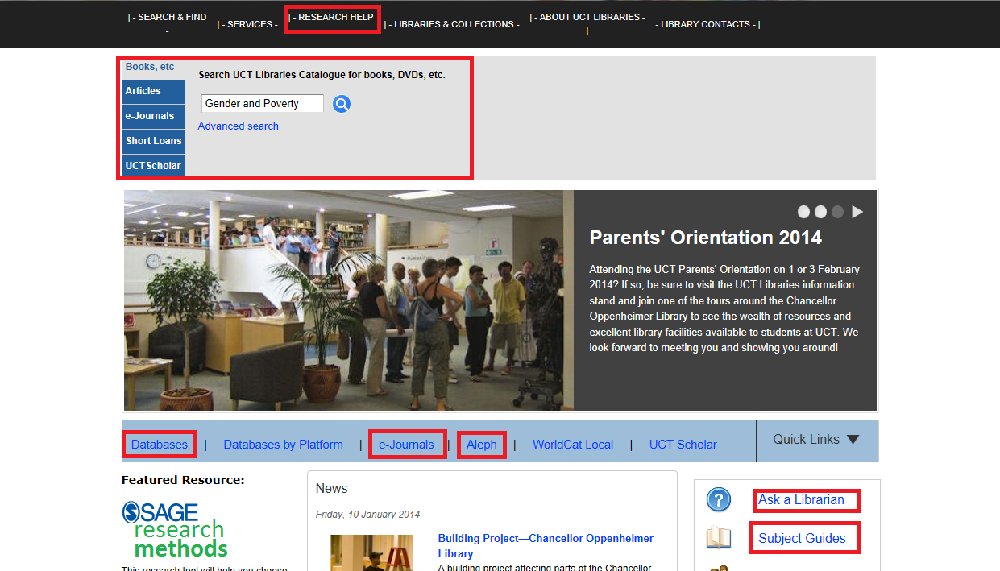 | - SEARCH & FIND
-
| - SERVICES -
| - RESEARCH HELP
| - LIBRARIES & COLLECTIONS -
| - ABOUT UCT LIBRARIES -
|
- LIBRARY CONTACTS - |
Books, etc
Articles
e-Journals
Short Loans
UCTScholar
Search UCT Libraries Catalogue for books, DVDs, etc.
Gender and Poverty
Advanced search
Parents' Orientation 2014
Attending the UCT Parents' Orientation on 1 or 3 February
2014? If so, be sure to visit the UCT Libraries information
stand and join one of the tours around the Chancellor
Oppenheimer Library to see the wealth of resources and
excellent library facilities available to students at UCT. We
look forward to meeting you and showing you around!
Databases | Databases by Platform | e-Journals | Aleph | WorldCat Local | UCT Scholar
Quick Links
Featured Resource:
SAGE
research
methods
This research tool will help you choose
News
Friday, 10 January 2014
Building Project—Chancellor Oppenheimer
Library
A building project affecting parts of the Chancellor
Ask a Librarian
Subject Guides